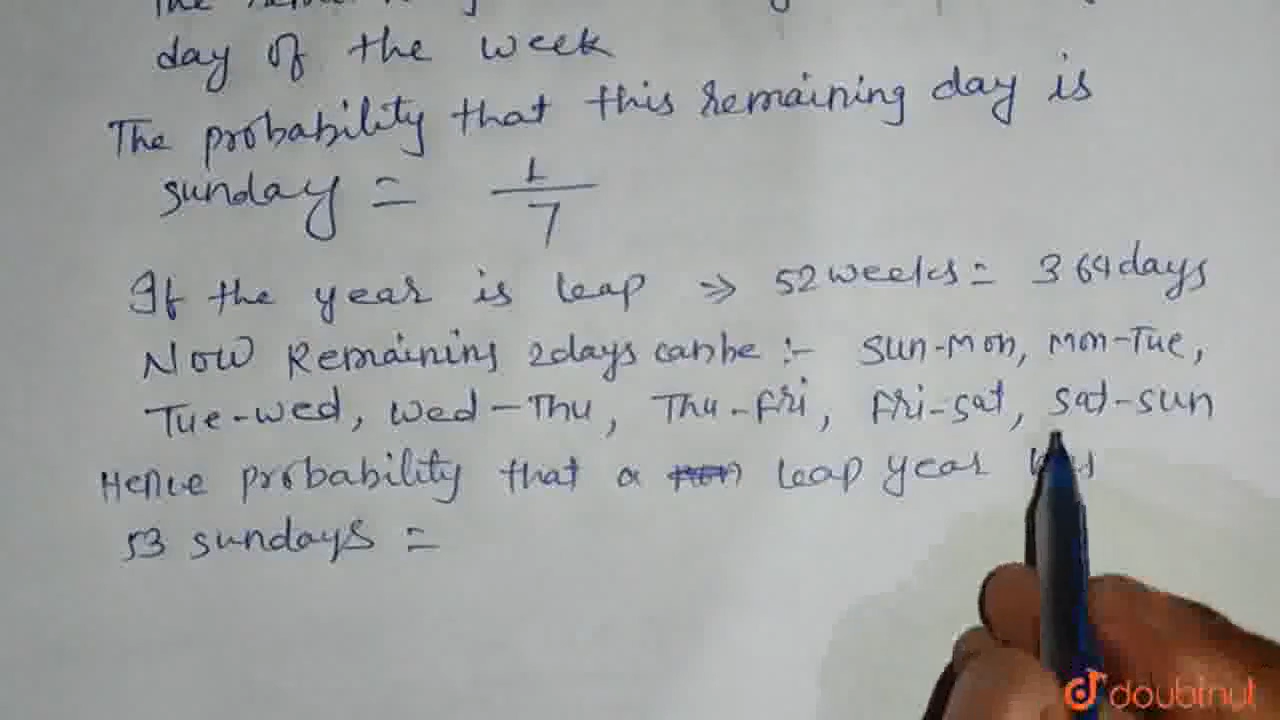 The
day of the week
The probability that this remaining day is
sunday = 1/7
If the year is leap => 52 weeks = 364 days
Now Remaining 2days can be :- Sun-Mon, Mon-Tue,
Tue-Wed, Wed-Thu, Thu-Fri, Fri-Sat, Sat-Sun
Hence probability that a leap year
53 sundays =
doubtnut